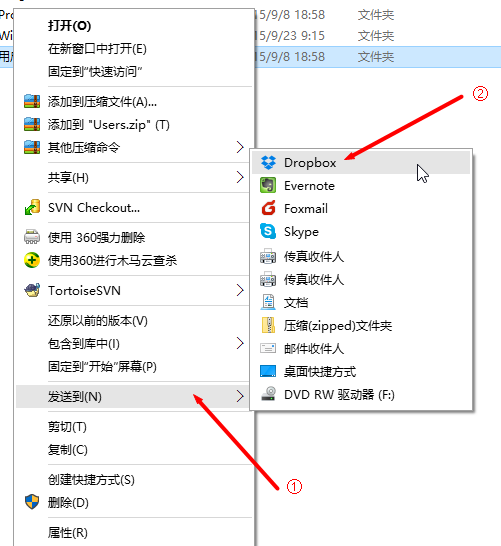 15/9/8 18:58 文件夹
15/9/23 9:15 文件夹
15/9/8 18:58 文件夹
打开(O)
在新窗口中打开(E)
固定到“快速访问”
添加到压缩文件(A)...
添加到 "Users.zip" (T)
其他压缩命令
共享(H)
SVN Checkout...
使用 360强力删除
使用360进行木马云查杀
TortoiseSVN
还原以前的版本(V)
包含到库中(I)
固定到“开始”屏幕(P)
发送到(N)
剪切(T)
复制(C)
创建快捷方式(S)
删除(D)
属性(R)
②
Dropbox
Evernote
Foxmail
Skype
传真收件人
传真收件人
文档
压缩(zipped)文件夹
邮件收件人
桌面快捷方式
DVD RW 驱动器 (F:)
①